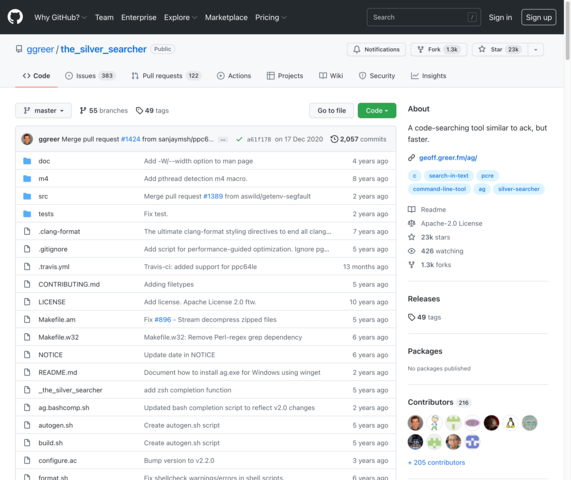 Why GitHub? Team Enterprise Explore Marketplace Pricing Search Sign in Sign up
ggreer / the_silver_searcher Public Notifications Fork 1.3k Star 23k
Code Issues 383 Pull requests 122 Actions Projects Wiki Security Insights
master 55 branches 49 tags Go to file Code
ggreer Merge pull request #1424 from sanjaymsh/ppc6... ... a61f178 on 17 Dec 2020 2,057 commits
doc Add -W/--width option to man page 4 years ago
m4 Add pthread detection m4 macro. 8 years ago
src Merge pull request #1389 from aswild/getenv-segfault 2 years ago
tests Fix test. 2 years ago
.clang-format The ultimate clang-format styling directives to end all clang... 7 years ago
.gitignore Add script for performance-guided optimization. Ignore pg... 5 years ago
.travis.yml Travis-ci: added support for ppc64le 13 months ago
CONTRIBUTING.md Adding filetypes 5 years ago
LICENSE Add license. Apache License 2.0 ftw. 10 years ago
Makefile.am Fix #896 - Stream decompress zipped files 5 years ago
Makefile.w32 Makefile.w32: Remove Perl-regex grep dependency 6 years ago
NOTICE Update date in NOTICE 6 years ago
README.md Document how to install ag.exe for Windows using winget 2 years ago
_the_silver_searcher add zsh completion function 5 years ago
ag.bashcomp.sh Updated bash completion script to reflect v2.0 changes 2 years ago
autogen.sh Create autogen.sh script 5 years ago
build.sh Create autogen.sh script 5 years ago
configure.ac Bump version to v2.2.0 3 years ago
format.sh Fix shellcheck warnings/errors in shell scripts. 6 years ago
About
A code-searching tool similar to ack, but
faster.
geoff.greer.fm/ag/
c search-in-text pcre
command-line-tool ag silver-searcher
Readme
Apache-2.0 License
23k stars
426 watching
1.3k forks
Releases
49 tags
Packages
No packages published
Contributors 216
+ 205 contributors